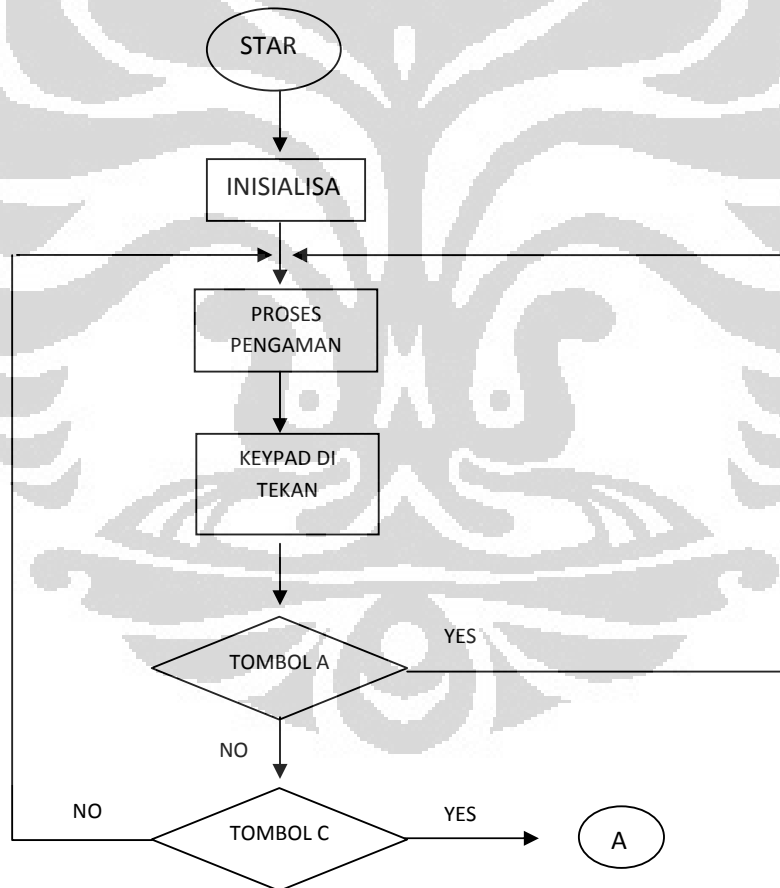 STAR
INISIALISA
PROSES
PENGAMAN
KEYPAD DI
TEKAN
YES
TOMBOL A
NO
NO
YES
TOMBOL C
A